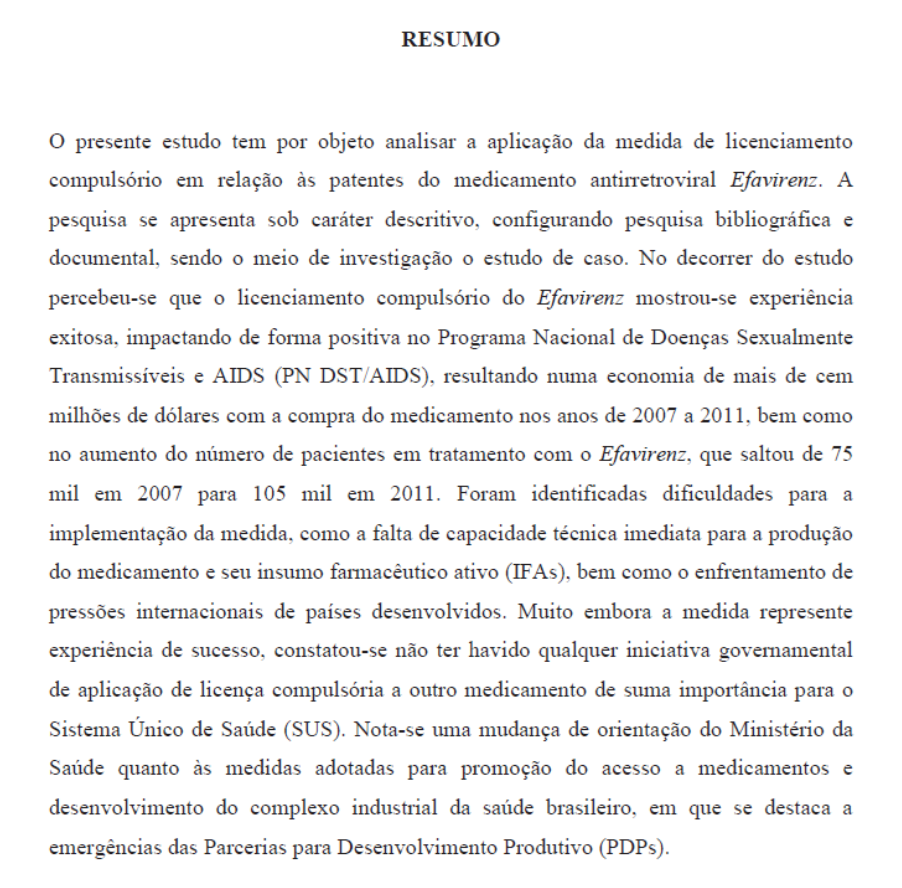 RESUMO
O presente estudo tem por objeto analisar a aplicação da medida de licenciamento
compulsório em relação às patentes do medicamento antirretroviral Efavirenz. A
pesquisa se apresenta sob caráter descritivo, configurando pesquisa bibliográfica e
documental, sendo o meio de investigação o estudo de caso. No decorrer do estudo
percebeu-se que o licenciamento compulsório do Efavirenz mostrou-se experiência
exitosa, impactando de forma positiva no Programa Nacional de Doenças Sexualmente
Transmissíveis e AIDS (PN DST/AIDS), resultando numa economia de mais de cem
milhões de dólares com a compra do medicamento nos anos de 2007 a 2011, bem como
no aumento do número de pacientes em tratamento com o Efavirenz, que saltou de 75
mil em 2007 para 105 mil em 2011. Foram identificadas dificuldades para a
implementação da medida, como a falta de capacidade técnica imediata para a produção
do medicamento e seu insumo farmacêutico ativo (IFAs), bem como o enfrentamento de
pressões internacionais de países desenvolvidos. Muito embora a medida represente
experiência de sucesso, constatou-se não ter havido qualquer iniciativa governamental
de aplicação de licença compulsória a outro medicamento de suma importância para o
Sistema Único de Saúde (SUS). Nota-se uma mudança de orientação do Ministério da
Saúde quanto às medidas adotadas para promoção do acesso a medicamentos e
desenvolvimento do complexo industrial da saúde brasileiro, em que se destaca a
emergências das Parcerias para Desenvolvimento Produtivo (PDPs).